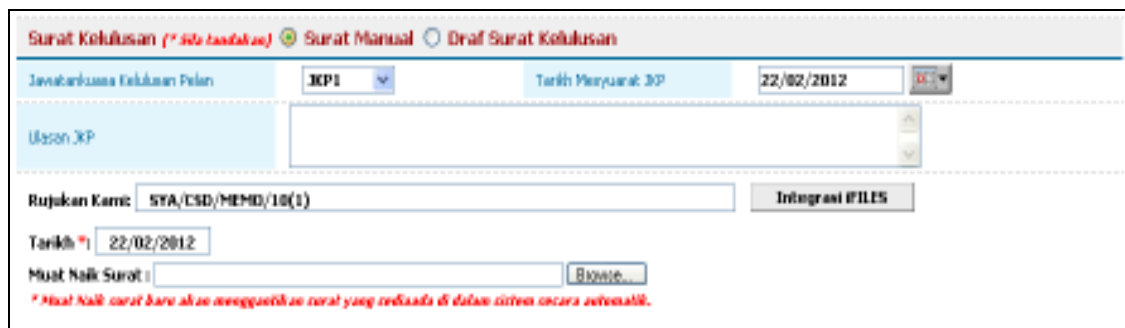 Surat Kelulusan (* Sila tandakan) Surat Manual Draf Surat Kelulusan
Jawatankuasa Kelulusan Pelan JKP1 Tarikh Mesyuarat JKP 22/02/2012
Ulasan JKP
Rujukan Kami: SYA/CSD/MEMO/10(1) Integrasi iFILES
Tarikh *: 22/02/2012
Muat Naik Surat : Browse...
* Muat Naik surat baru akan menggantikan surat yang sediaada di dalam sistem secara automatik.